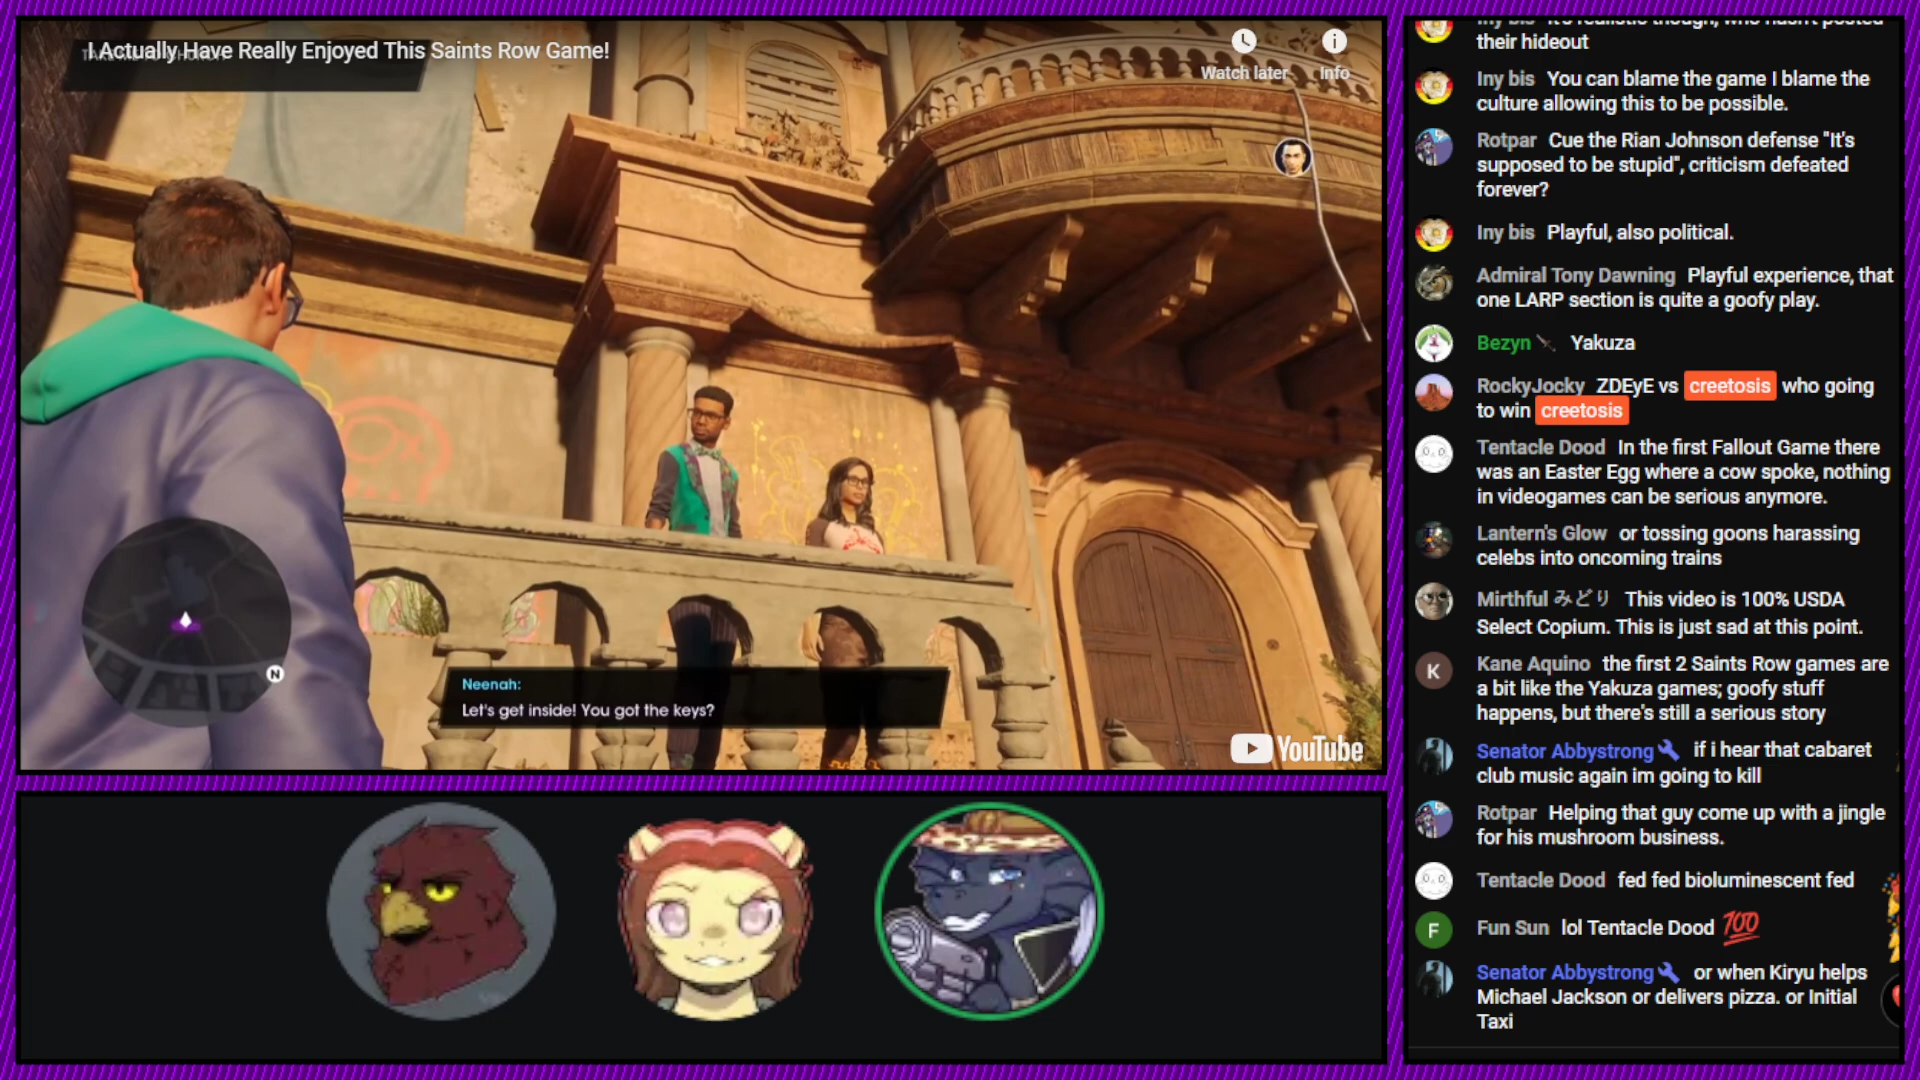 I Actually Have Really Enjoyed This Saints Row Game!
Watch later
Info
N
Neenah:
Let's get inside! You got the keys?
YouTube
their hideout
Iny bis You can blame the game I blame the
culture allowing this to be possible.
Rotpar Cue the Rian Johnson defense "It's
supposed to be stupid", criticism defeated
forever?
Iny bis Playful, also political.
Admiral Tony Dawning Playful experience, that
one LARP section is quite a goofy play.
Bezyn Yakuza
RockyJocky ZDEyE vs creetosis who going
to win creetosis
Tentacle Dood In the first Fallout Game there
was an Easter Egg where a cow spoke, nothing
in videogames can be serious anymore.
Lantern's Glow or tossing goons harassing
celebs into oncoming trains
Mirthful みどり This video is 100% USDA
Select Copium. This is just sad at this point.
K
Kane Aquino the first 2 Saints Row games are
a bit like the Yakuza games; goofy stuff
happens, but there's still a serious story
Senator Abbystrong if i hear that cabaret
club music again im going to kill
Rotpar Helping that guy come up with a jingle
for his mushroom business.
Tentacle Dood fed fed bioluminescent fed
F
Fun Sun lol Tentacle Dood 100
Senator Abbystrong or when Kiryu helps
Michael Jackson or delivers pizza. or Initial
Taxi